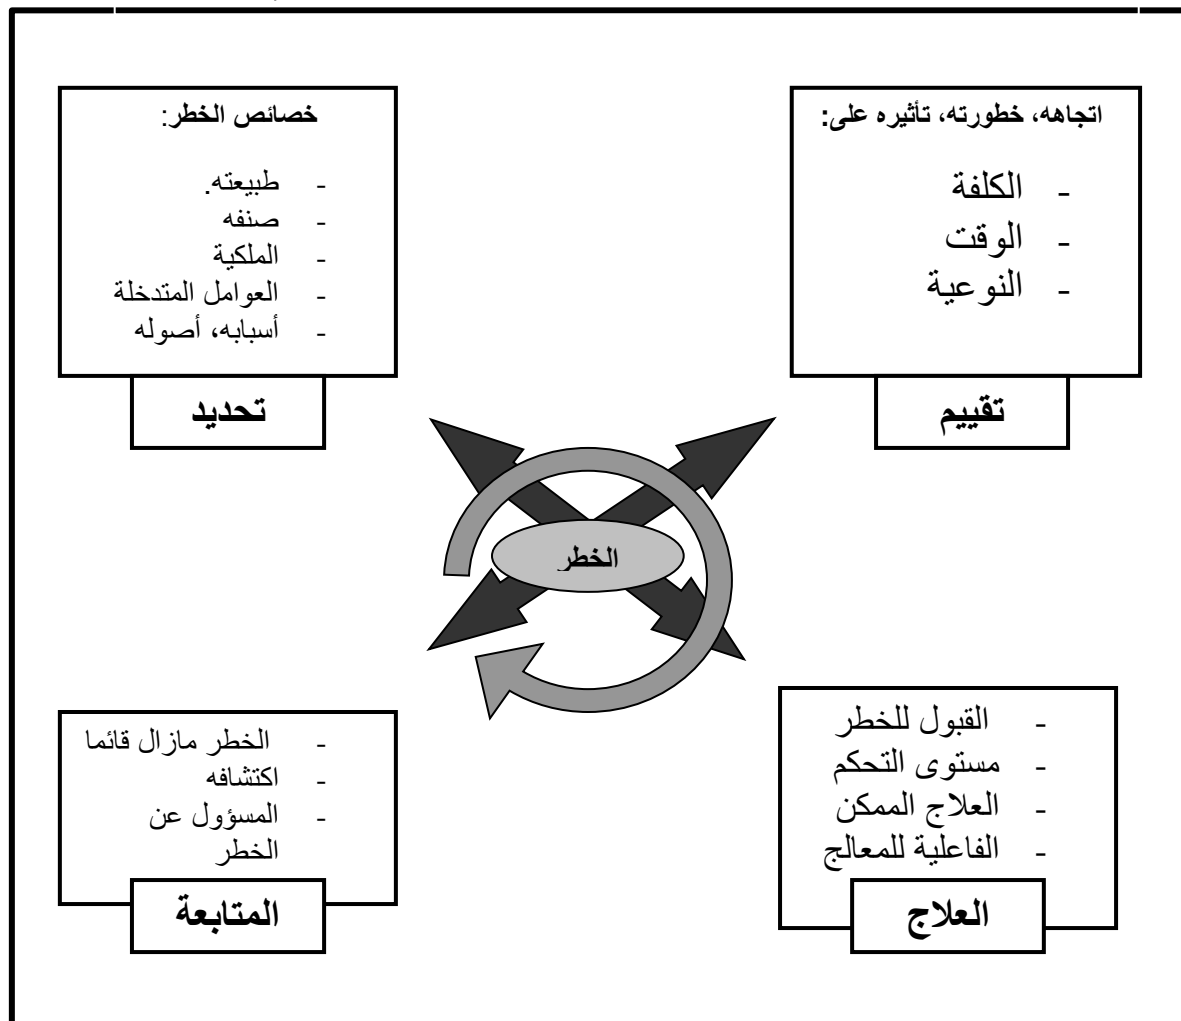 اتجاهه، خطورته، تأثيره على:
- الكلفة
- الوقت
- النوعية
تقييم
خصائص الخطر:
- طبيعته.
- صنفه
- الملكية
- العوامل المتدخلة
- أسبابه، أصوله
تحديد
الخطر
- القبول للخطر
- مستوى التحكم
- العلاج الممكن
- الفاعلية للمعالج
العلاج
- الخطر مازال قائما
- اكتشافه
- المسؤول عن
الخطر
المتابعة